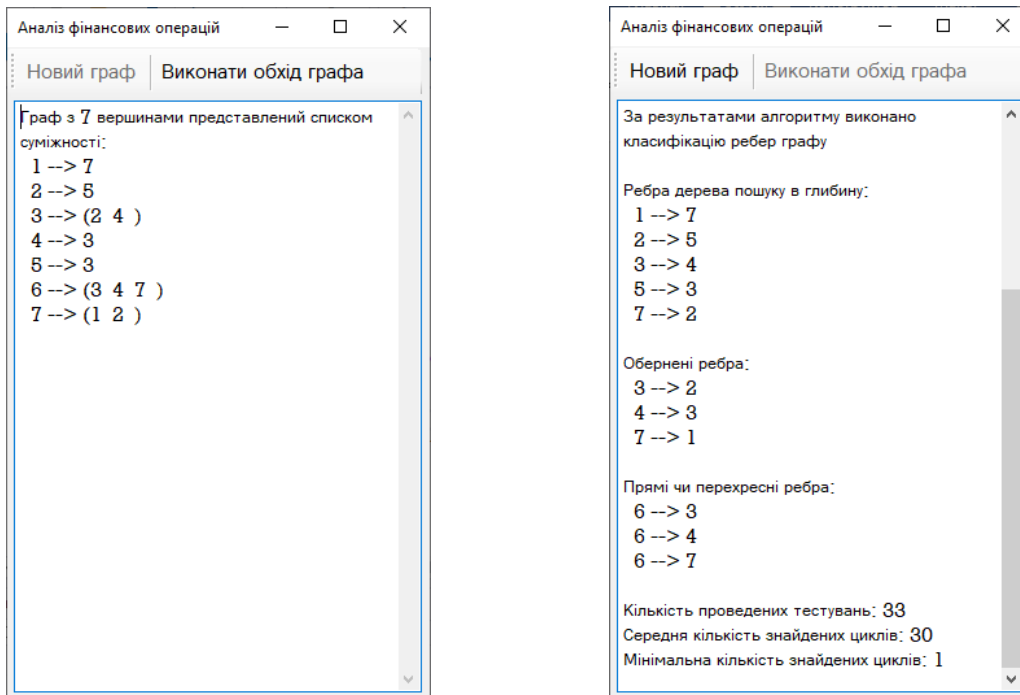 Аналіз фінансових операцій
Новий граф Виконати обхід графа
Граф з 7 вершинами представлений списком
суміжності:
1 --> 7
2 --> 5
3 --> (2 4 )
4 --> 3
5 --> 3
6 --> (3 4 7 )
7 --> (1 2 )
Аналіз фінансових операцій
Новий граф Виконати обхід графа
За результатами алгоритму виконано
класифікацію ребер графу
Ребра дерева пошуку в глибину:
1 --> 7
2 --> 5
3 --> 4
5 --> 3
7 --> 2
Обернені ребра:
3 --> 2
4 --> 3
7 --> 1
Прямі чи перехресні ребра:
6 --> 3
6 --> 4
6 --> 7
Кількість проведених тестувань: 33
Середня кількість знайдених циклів: 30
Мінімальна кількість знайдених циклів: 1